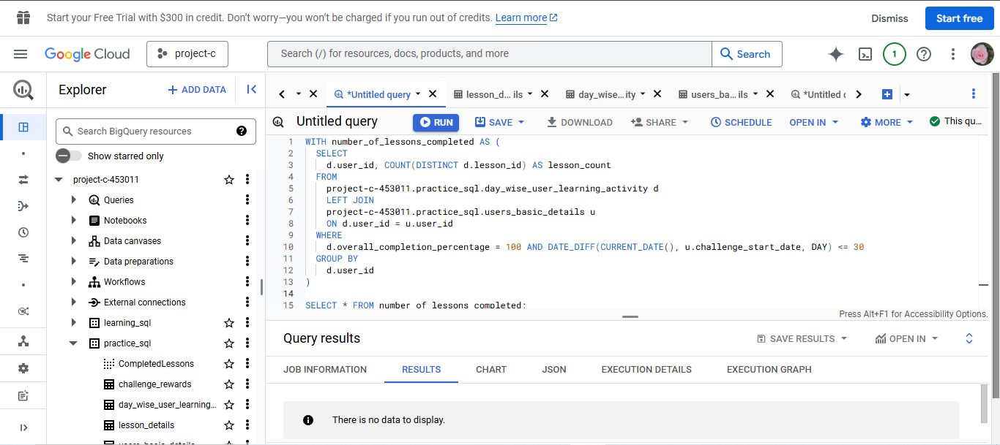 Start your Free Trial with $300 in credit. Don't worry—you won't be charged if you run out of credits. Learn more
Dismiss
Start free
Google Cloud
project-c
Search (/) for resources, docs, products, and more
Search
1
Explorer
+ ADD DATA
*Untitled query
lesson_d... ils
day_wise...ity
users_ba...ils
*Untitled
Search BigQuery resources
Show starred only
project-c-453011
Queries
Notebooks
Data canvases
Data preparations
Workflows
External connections
learning_sql
practice_sql
CompletedLessons
challenge_rewards
day_wise_user_learning...
lesson_details
users_basic_details
Untitled query
RUN
SAVE
DOWNLOAD
SHARE
SCHEDULE
OPEN IN
MORE
This qu...
1 WITH number_of_lessons_completed AS (
2 SELECT
3 d.user_id, COUNT(DISTINCT d.lesson_id) AS lesson_count
4 FROM
5 project-c-453011.practice_sql.day_wise_user_learning_activity d
6 LEFT JOIN
7 project-c-453011.practice_sql.users_basic_details u
8 ON d.user_id = u.user_id
9 WHERE
10 d.overall_completion_percentage = 100 AND DATE_DIFF(CURRENT_DATE(), u.challenge_start_date, DAY) <= 30
11 GROUP BY
12 d.user_id
13 )
14
15 SELECT * FROM number_of_lessons_completed;
Press Alt+F1 for Accessibility Options.
Query results
SAVE RESULTS
OPEN IN
JOB INFORMATION
RESULTS
CHART
JSON
EXECUTION DETAILS
EXECUTION GRAPH
There is no data to display.